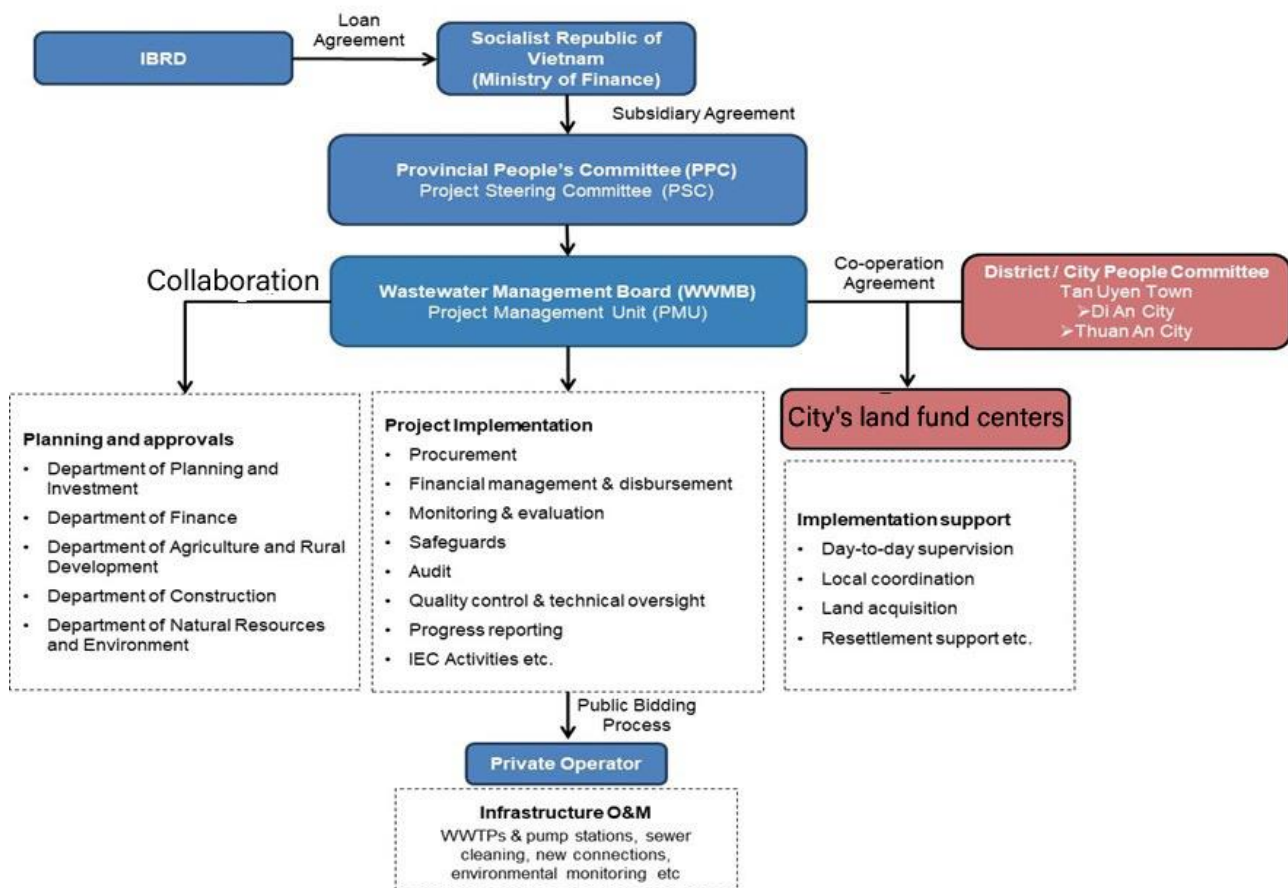 Loan
Agreement
IBRD
Socialist Republic of
Vietnam
(Ministry of Finance)
Subsidiary Agreement
Provincial People's Committee (PPC)
Project Steering Committee (PSC)
Collaboration
Wastewater Management Board (WWMB)
Project Management Unit (PMU)
Co-operation
Agreement
District / City People Committee
Tan Uyen Town
➢Di An City
➢Thuan An City
Planning and approvals
• Department of Planning and
Investment
• Department of Finance
• Department of Agriculture and Rural
Development
• Department of Construction
• Department of Natural Resources
and Environment
Project Implementation
• Procurement
• Financial management & disbursement
• Monitoring & evaluation
• Safeguards
• Audit
• Quality control & technical oversight
• Progress reporting
• IEC Activities etc.
City's land fund centers
Implementation support
• Day-to-day supervision
• Local coordination
• Land acquisition
• Resettlement support etc.
Public Bidding
Process
Private Operator
Infrastructure O&M
WWTPs & pump stations, sewer
cleaning, new connections,
environmental monitoring etc